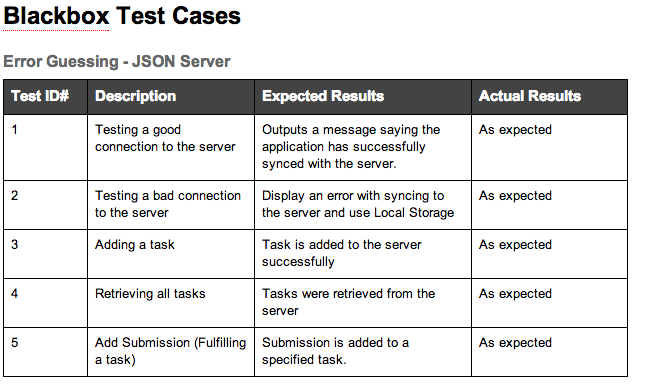 Blackbox Test Cases
Error Guessing - JSON Server
Test ID# Description Expected Results Actual Results
1 Testing a good connection to the server Outputs a message saying the application has successfully synced with the server. As expected
2 Testing a bad connection to the server Display an error with syncing to the server and use Local Storage As expected
3 Adding a task Task is added to the server successfully As expected
4 Retrieving all tasks Tasks were retrieved from the server As expected
5 Add Submission (Fulfilling a task) Submission is added to a specified task. As expected